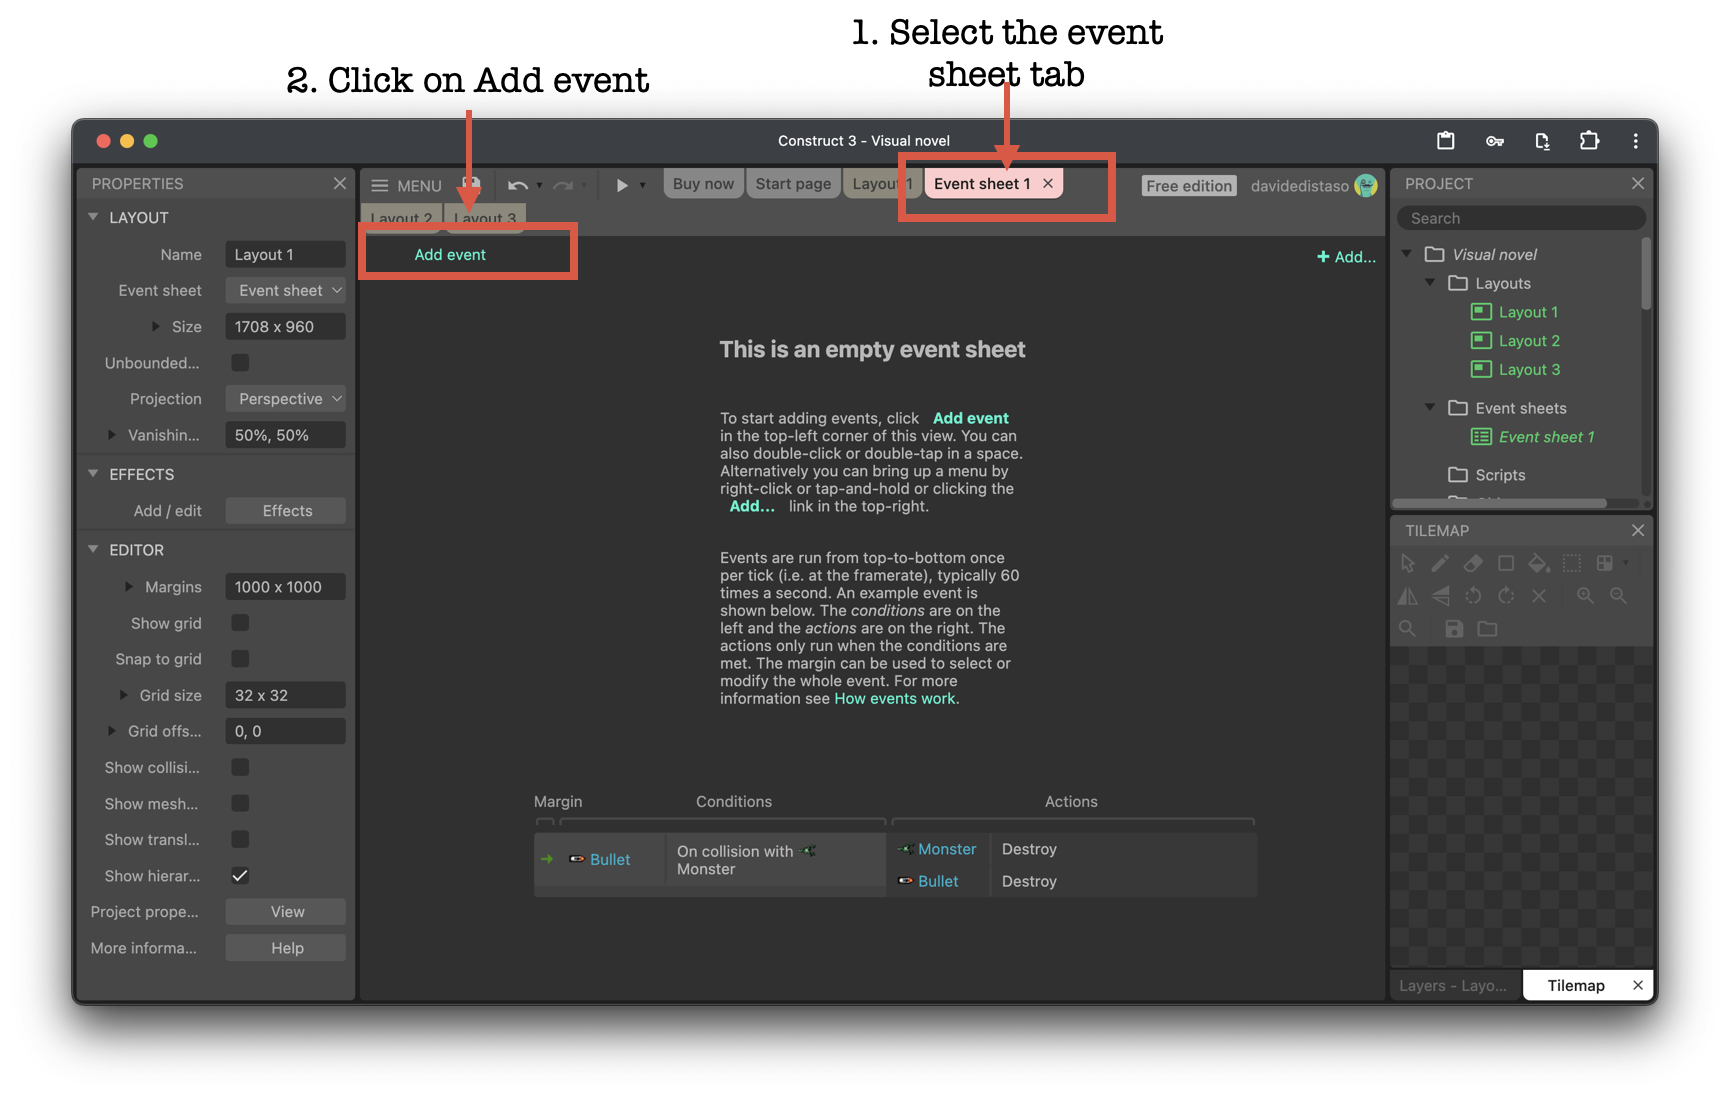 1. Select the event
sheet tab
2. Click on Add event
Construct 3 - Visual novel
PROPERTIES
LAYOUT
Name Layout 1
Event sheet Event sheet
Size 1708 x 960
Unbounded...
Projection Perspective
Vanishin... 50%, 50%
EFFECTS
Add / edit Effects
EDITOR
Margins 1000 x 1000
Show grid
Snap to grid
Grid size 32 x 32
Grid offs... 0, 0
Show collisi...
Show mesh...
Show transl...
Show hierar...
Project prope... View
More informa... Help
MENU
Buy now Start page Layout 1 Event sheet 1
Free edition davidedistaso
Layout 2 Layout 3
Add event
Add...
This is an empty event sheet
To start adding events, click Add event
in the top-left corner of this view. You can
also double-click or double-tap in a space.
Alternatively you can bring up a menu by
right-click or tap-and-hold or clicking the
Add... link in the top-right.
Events are run from top-to-bottom once
per tick (i.e. at the framerate), typically 60
times a second. An example event is
shown below. The conditions are on the
left and the actions are on the right. The
actions only run when the conditions are
met. The margin can be used to select or
modify the whole event. For more
information see How events work.
Margin Conditions Actions
Bullet On collision with
Monster
Monster Destroy
Bullet Destroy
PROJECT
Search
Visual novel
Layouts
Layout 1
Layout 2
Layout 3
Event sheets
Event sheet 1
Scripts
TILEMAP
Layers - Layo... Tilemap